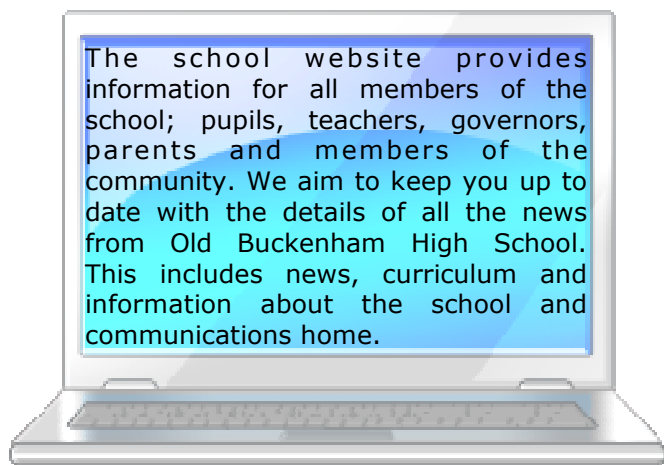 The school website provides
information for all members of the
school; pupils, teachers, governors,
parents and members of the
community. We aim to keep you up to
date with the details of all the news
from Old Buckenham High School.
This includes news, curriculum and
information about the school and
communications home.